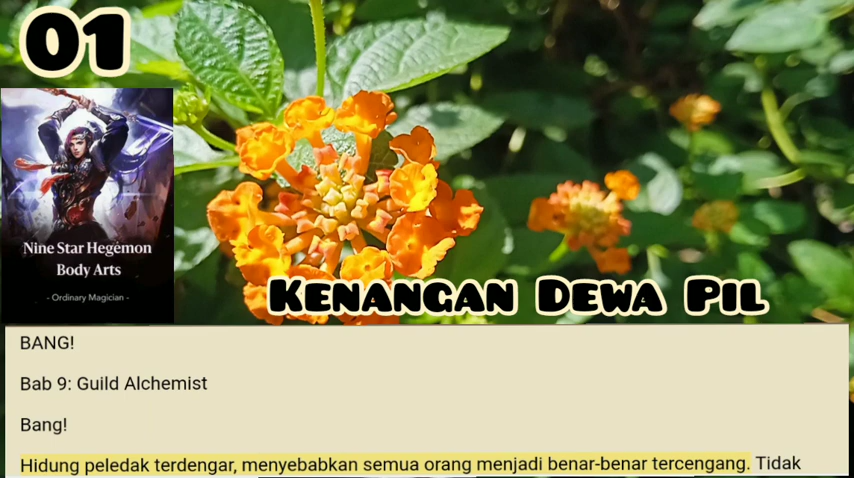 01
Nine Star Hegemon
Body Arts
- Ordinary Magician -
KENANGAN DEWA PIL
BANG!
Bab 9: Guild Alchemist
Bang!
Hidung peledak terdengar, menyebabkan semua orang menjadi benar-benar tercengang. Tidak